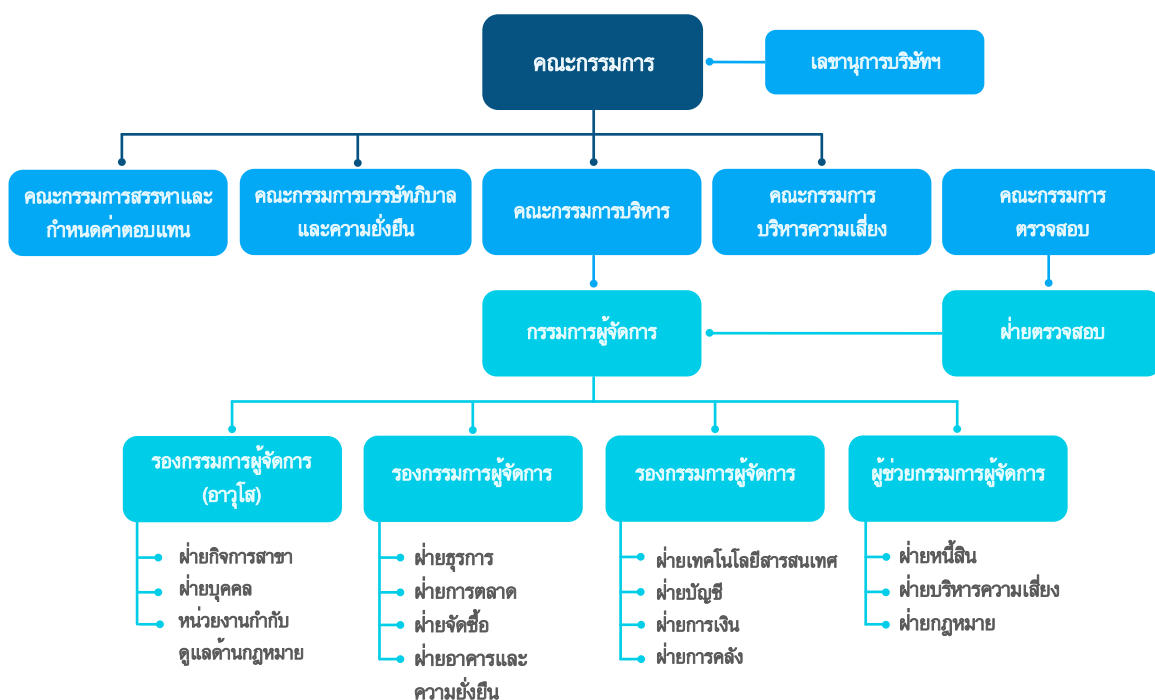 คณะกรรมการ
เลขานุการบริษัทฯ
คณะกรรมการสรรหาและ
กำหนดค่าตอบแทน
คณะกรรมการบรรษัทภิบาล
และความยั่งยืน
คณะกรรมการบริหาร
คณะกรรมการ
บริหารความเสี่ยง
คณะกรรมการ
ตรวจสอบ
กรรมการผู้จัดการ
ฝ่ายตรวจสอบ
รองกรรมการผู้จัดการ
(อาวุโส)
ฝ่ายกิจการสาขา
ฝ่ายบุคคล
หน่วยงานกำกับ
ดูแลด้านกฎหมาย
รองกรรมการผู้จัดการ
ฝ่ายธุรการ
ฝ่ายการตลาด
ฝ่ายจัดซื้อ
ฝ่ายอาคารและ
ความยั่งยืน
รองกรรมการผู้จัดการ
ฝ่ายเทคโนโลยีสารสนเทศ
ฝ่ายบัญชี
ฝ่ายการเงิน
ฝ่ายการคลัง
ผู้ช่วยกรรมการผู้จัดการ
ฝ่ายหนี้สิน
ฝ่ายบริหารความเสี่ยง
ฝ่ายกฎหมาย